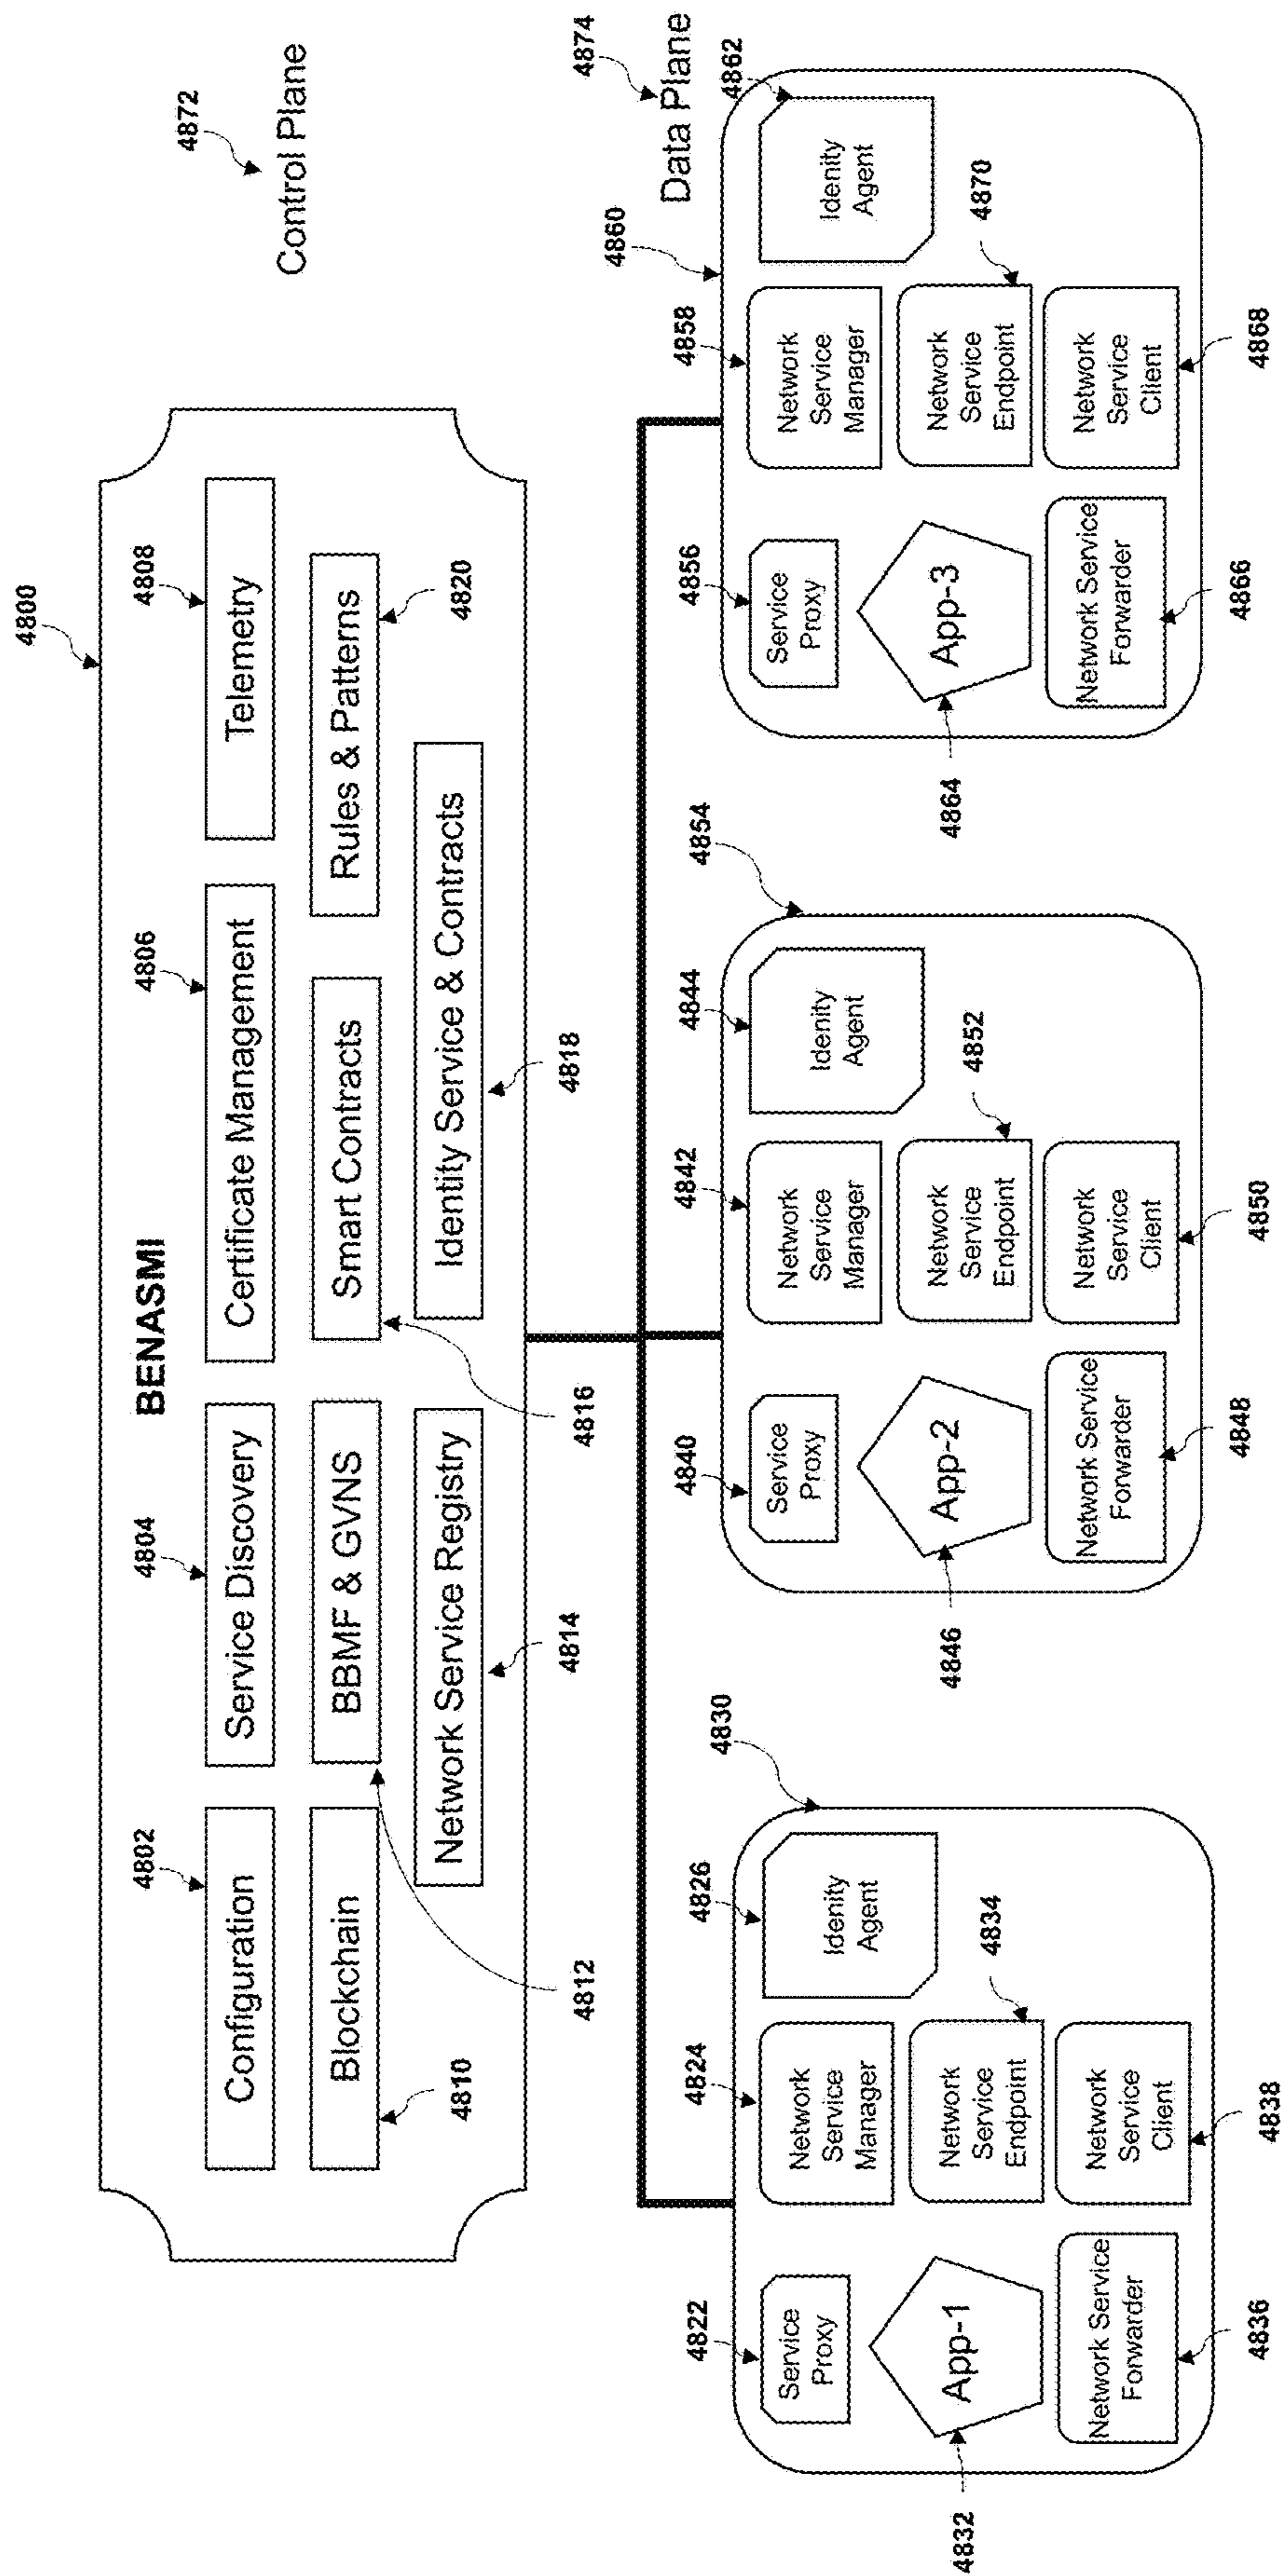 4872
Control Plane
4800
BENASMI
4802
4804
4806
4808
Configuration
Service Discovery
Certificate Management
Telemetry
Blockchain
BBMF & GVNS
Smart Contracts
Rules & Patterns
Network Service Registry
Identity Service & Contracts
4810
4812
4814
4816
4818
4820
4874
Data Plane
4830
4822
4824
4826
Service
Proxy
Network
Service
Manager
Idenity
Agent
App-1
4832
Network
Service
Endpoint
4834
Network Service
Forwarder
Network
Service
Client
4836
4838
4854
4840
4842
4844
Service
Proxy
Network
Service
Manager
Idenity
Agent
App-2
4846
Network
Service
Endpoint
4852
Network Service
Forwarder
Network
Service
Client
4848
4850
4860
4856
4858
4862
Service
Proxy
Network
Service
Manager
Idenity
Agent
App-3
4864
Network
Service
Endpoint
4870
Network Service
Forwarder
Network
Service
Client
4866
4868